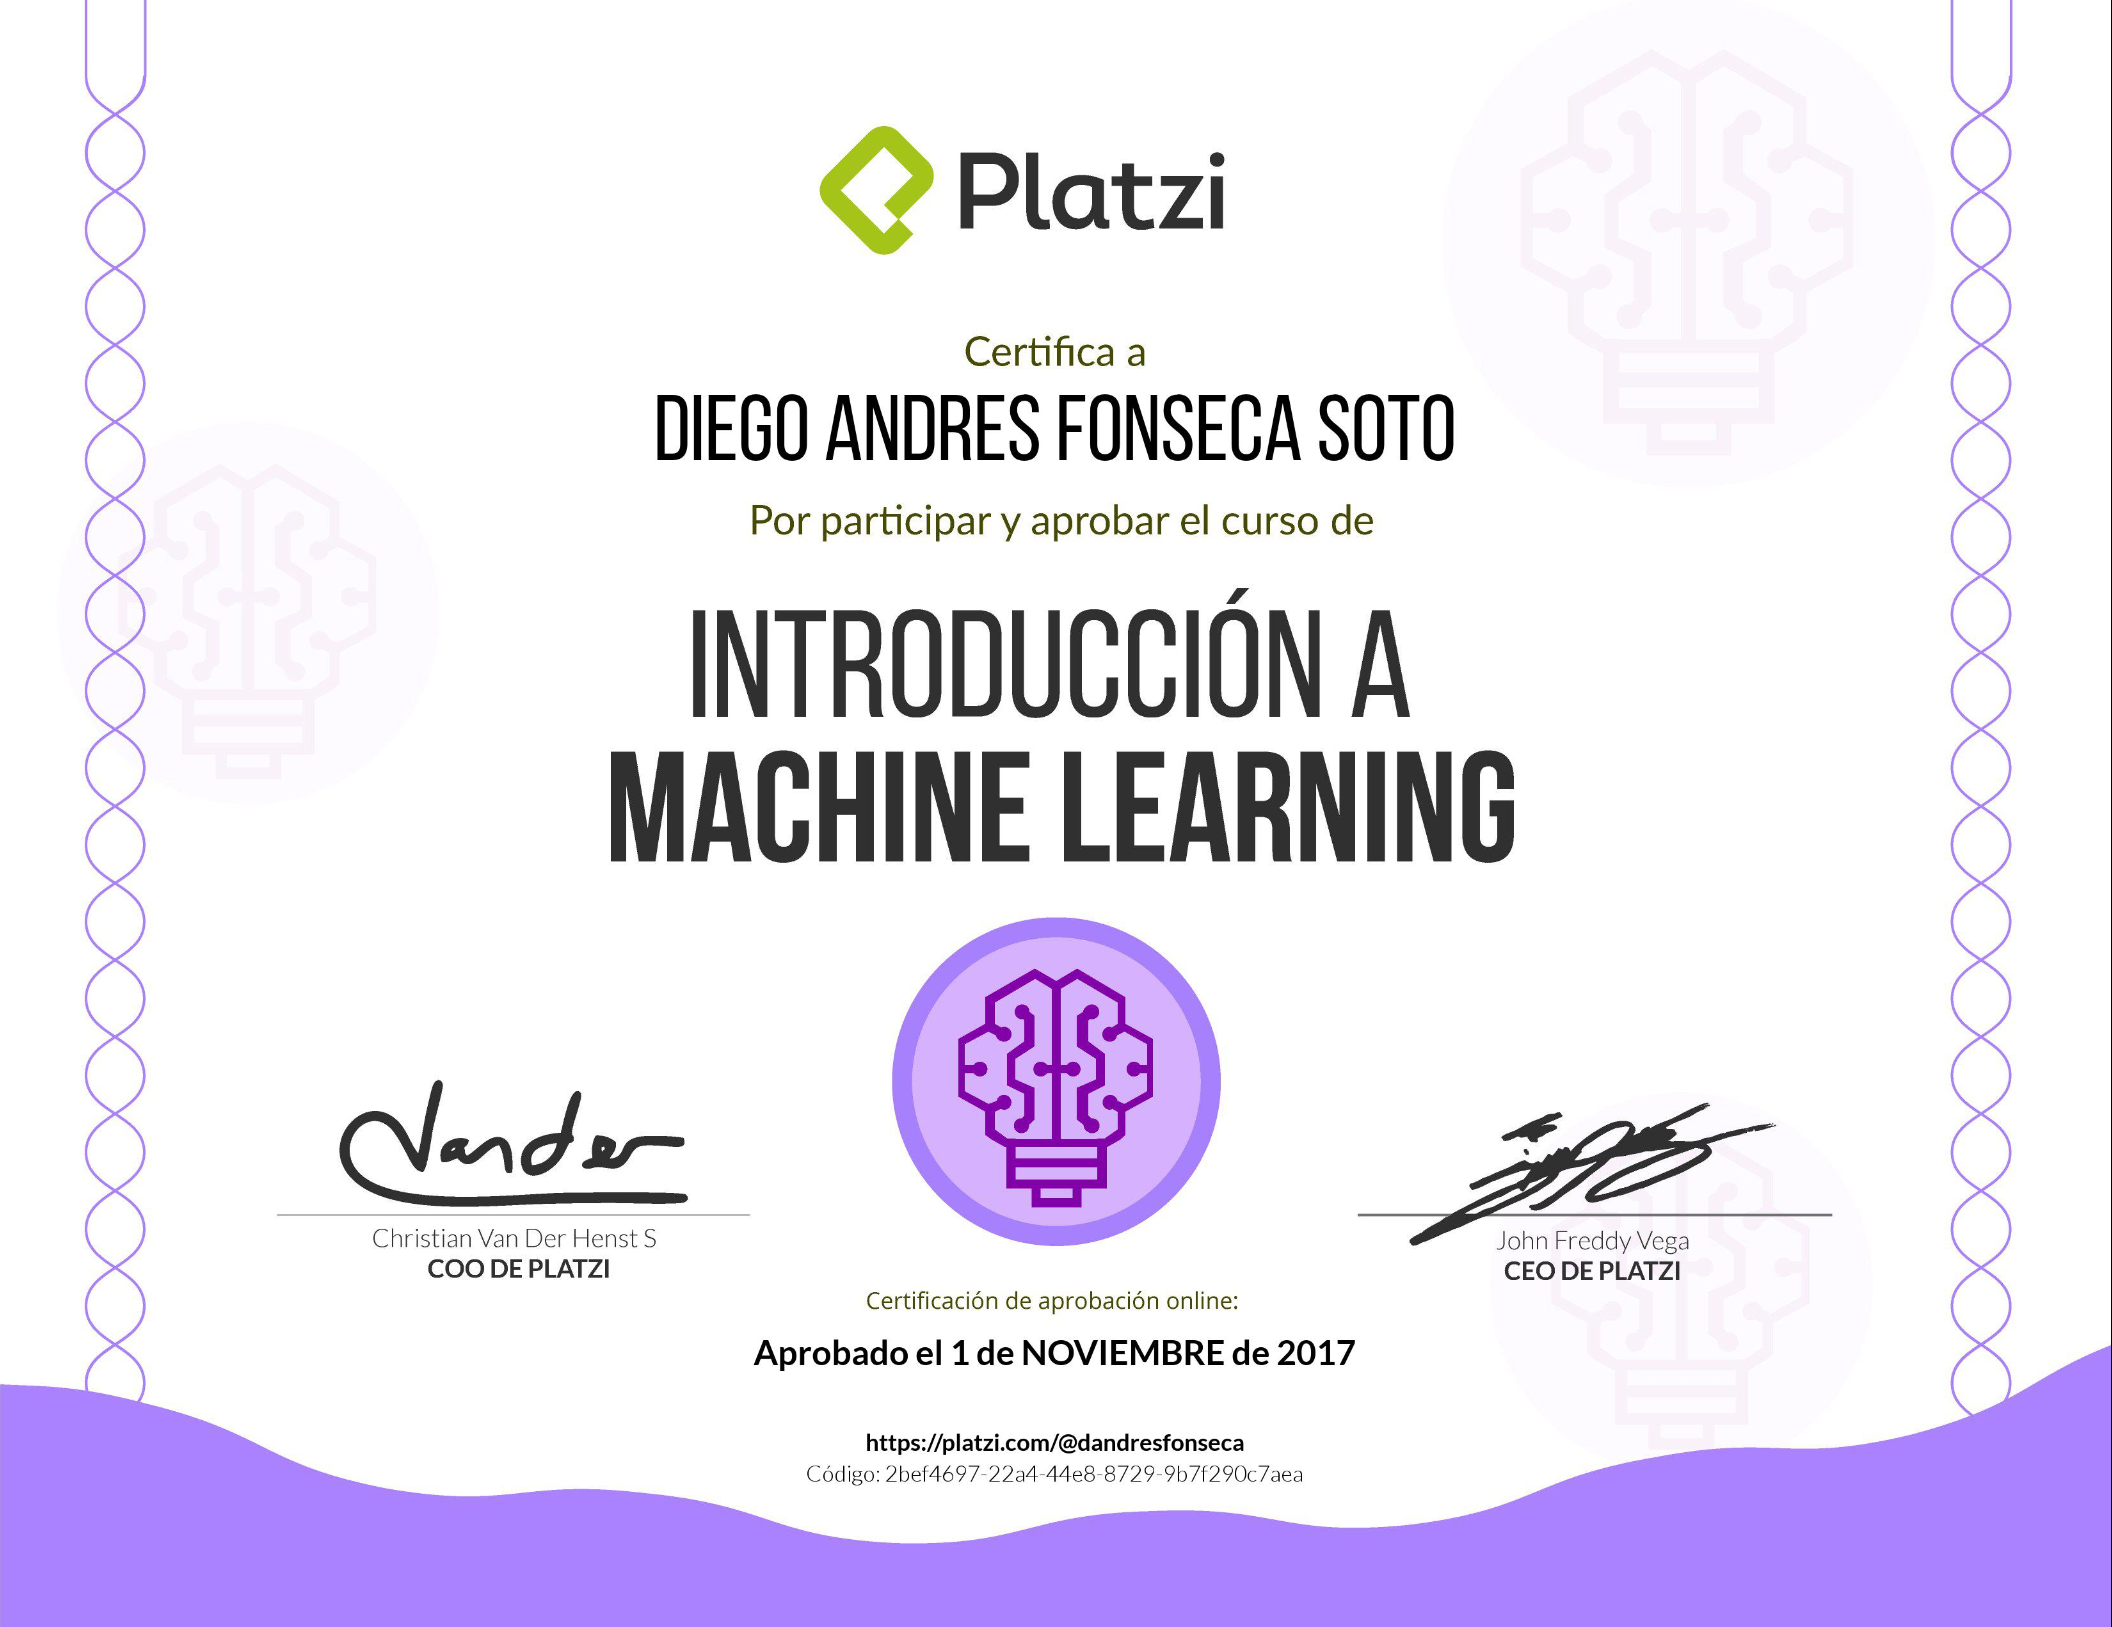 Platzi
Certifica a
DIEGO ANDRES FONSECA SOTO
Por participar y aprobar el curso de
INTRODUCCIÓN A
MACHINE LEARNING
Vander
Christian Van Der Henst S
COO DE PLATZI
John Freddy Vega
CEO DE PLATZI
Certificación de aprobación online:
Aprobado el 1 de NOVIEMBRE de 2017
https://platzi.com/@dandresfonseca
Código: 2bef4697-22a4-44e8-8729-9b7f290c7aea